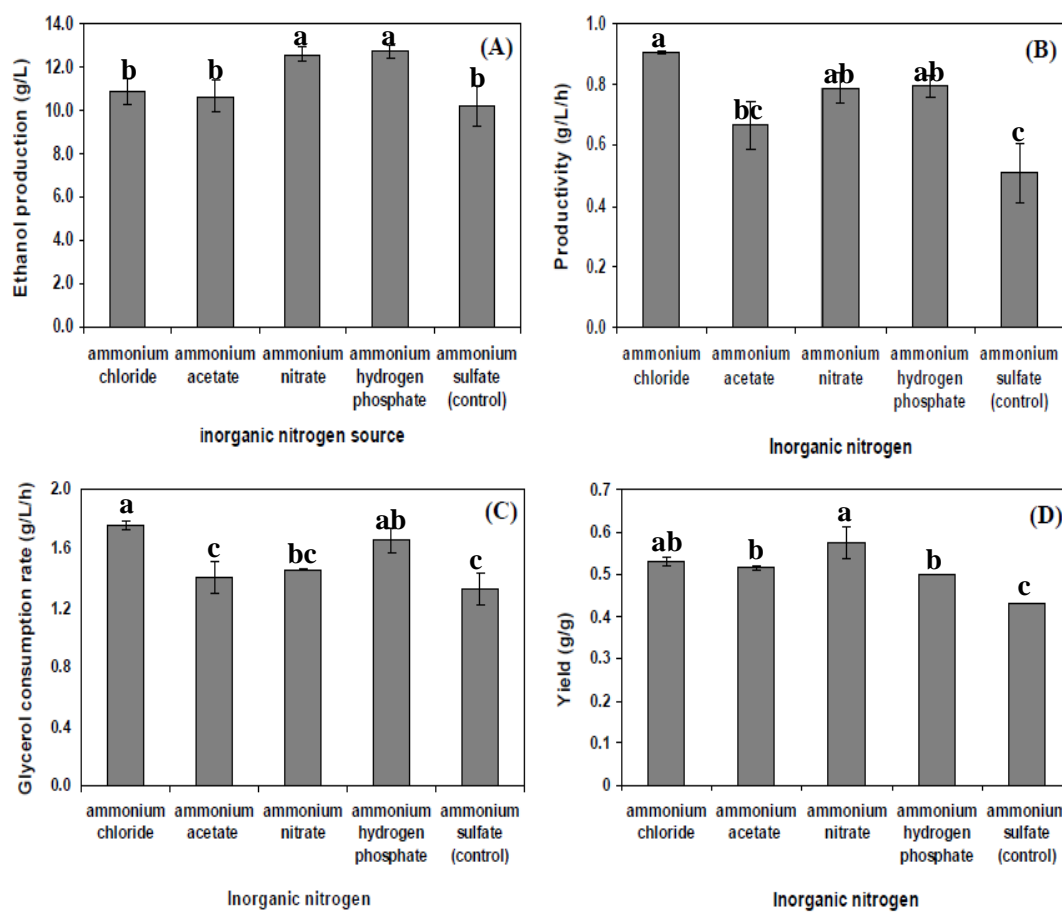 (A)
Ethanol production (g/L)
14.0
12.0
10.0
8.0
6.0
4.0
2.0
0.0
b
b
a
a
b
ammonium chloride
ammonium acetate
ammonium nitrate
ammonium hydrogen phosphate
ammonium sulfate (control)
inorganic nitrogen source
(B)
Productivity (g/L/h)
1.0
0.8
0.6
0.4
0.2
0.0
a
bc
ab
ab
c
ammonium chloride
ammonium acetate
ammonium nitrate
ammonium hydrogen phosphate
ammonium sulfate (control)
Inorganic nitrogen
(C)
Glycerol consumption rate (g/L/h)
2.0
1.6
1.2
0.8
0.4
0.0
a
c
bc
ab
c
ammonium chloride
ammonium acetate
ammonium nitrate
ammonium hydrogen phosphate
ammonium sulfate (control)
Inorganic nitrogen
(D)
Yield (g/g)
0.7
0.6
0.5
0.4
0.3
0.2
0.1
0
ab
b
a
b
c
ammonium chloride
ammonium acetate
ammonium nitrate
ammonium hydrogen phosphate
ammonium sulfate (control)
Inorganic nitrogen